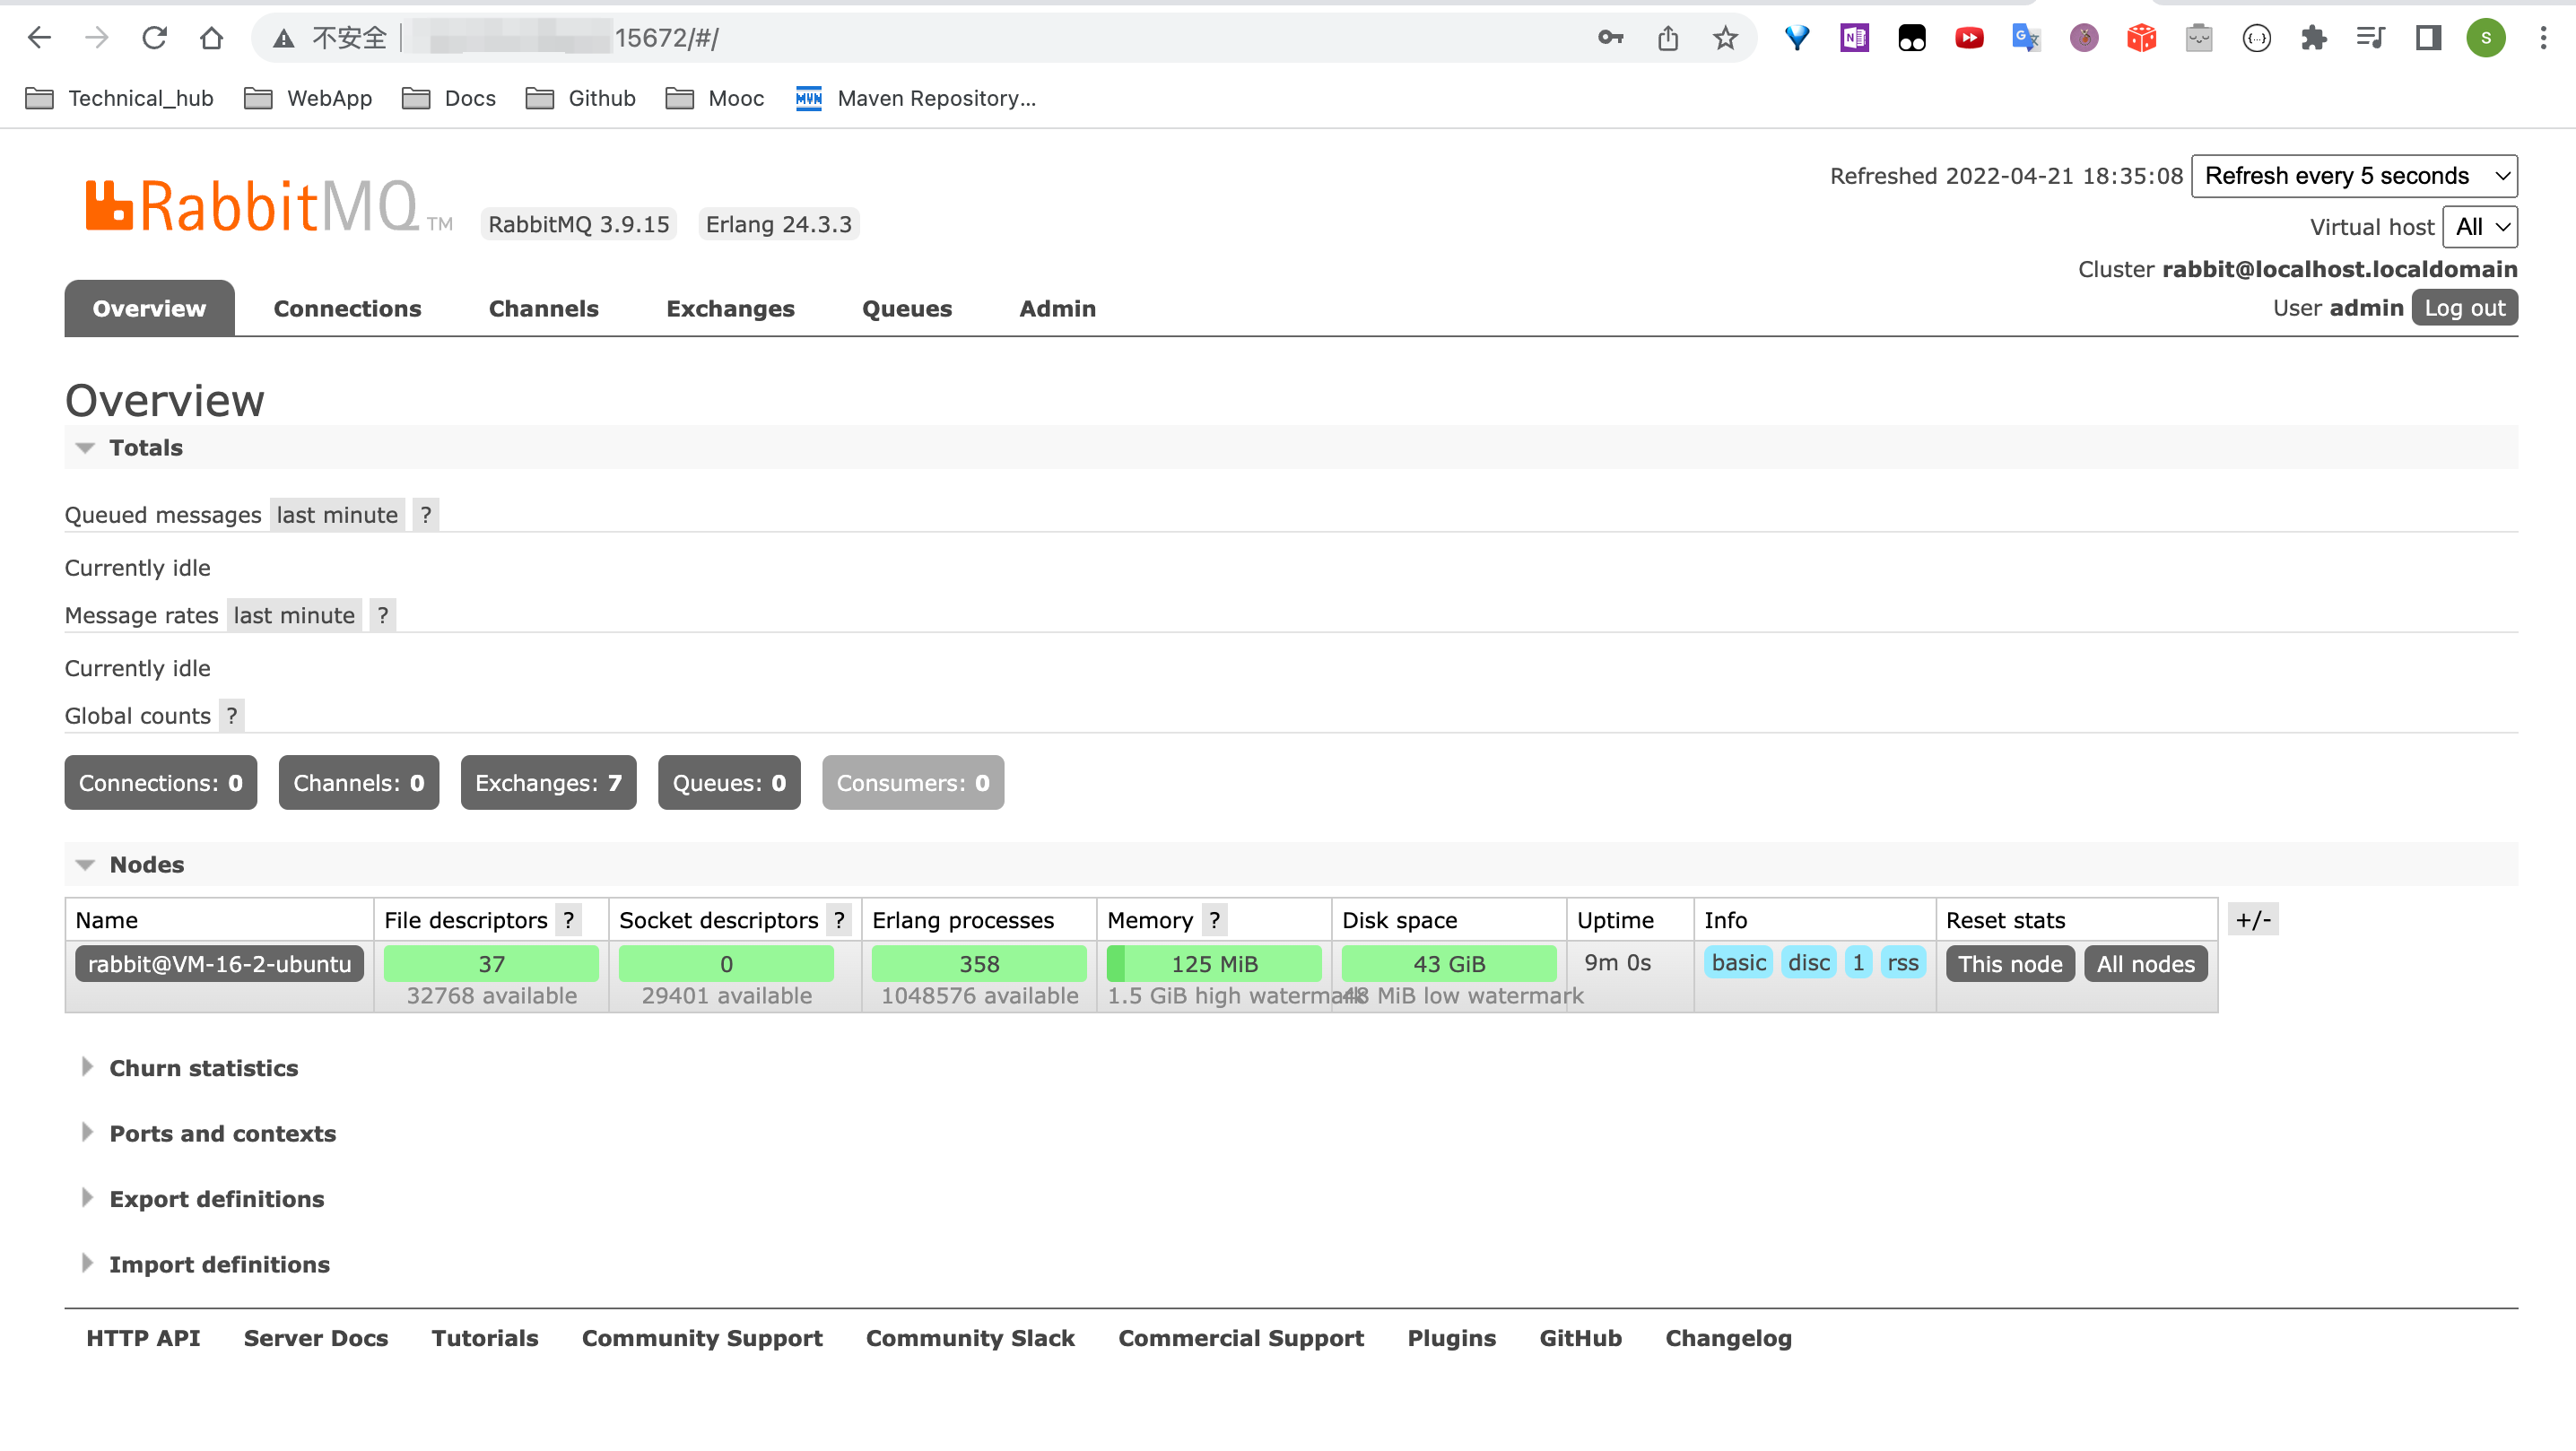 不安全 15672/#/
Technical_hub WebApp Docs Github Mooc Maven Repository...
Refreshed 2022-04-21 18:35:08 Refresh every 5 seconds
RabbitMQ TM RabbitMQ 3.9.15 Erlang 24.3.3
Virtual host All
Cluster rabbit@localhost.localdomain
User admin Log out
Overview Connections Channels Exchanges Queues Admin
Overview
Totals
Queued messages last minute ?
Currently idle
Message rates last minute ?
Currently idle
Global counts ?
Connections: 0 Channels: 0 Exchanges: 7 Queues: 0 Consumers: 0
Nodes
Name File descriptors ? Socket descriptors ? Erlang processes Memory ? Disk space Uptime Info Reset stats +/-
rabbit@VM-16-2-ubuntu 37 0 358 125 MiB 43 GiB 9m 0s basic disc 1 rss This node All nodes
32768 available 29401 available 1048576 available 1.5 GiB high watermark 48 MiB low watermark
Churn statistics
Ports and contexts
Export definitions
Import definitions
HTTP API Server Docs Tutorials Community Support Community Slack Commercial Support Plugins GitHub Changelog